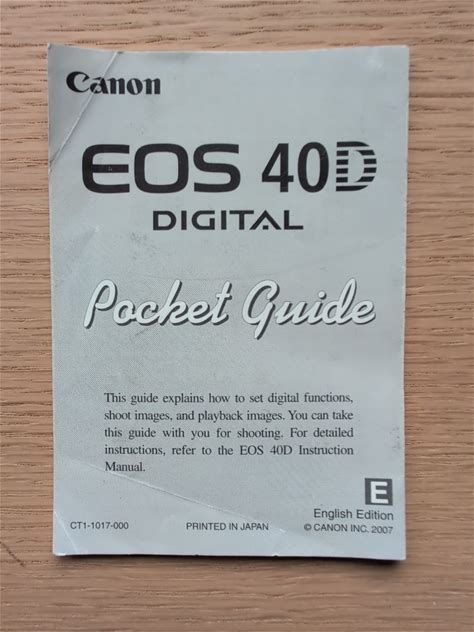 Canon
EOS 40D
DIGITAL
Pocket Guide
This guide explains how to set digital functions,
shoot images, and playback images. You can take
this guide with you for shooting. For detailed
instructions, refer to the EOS 40D Instruction
Manual.
E
English Edition
CT1-1017-000 PRINTED IN JAPAN © CANON INC. 2007